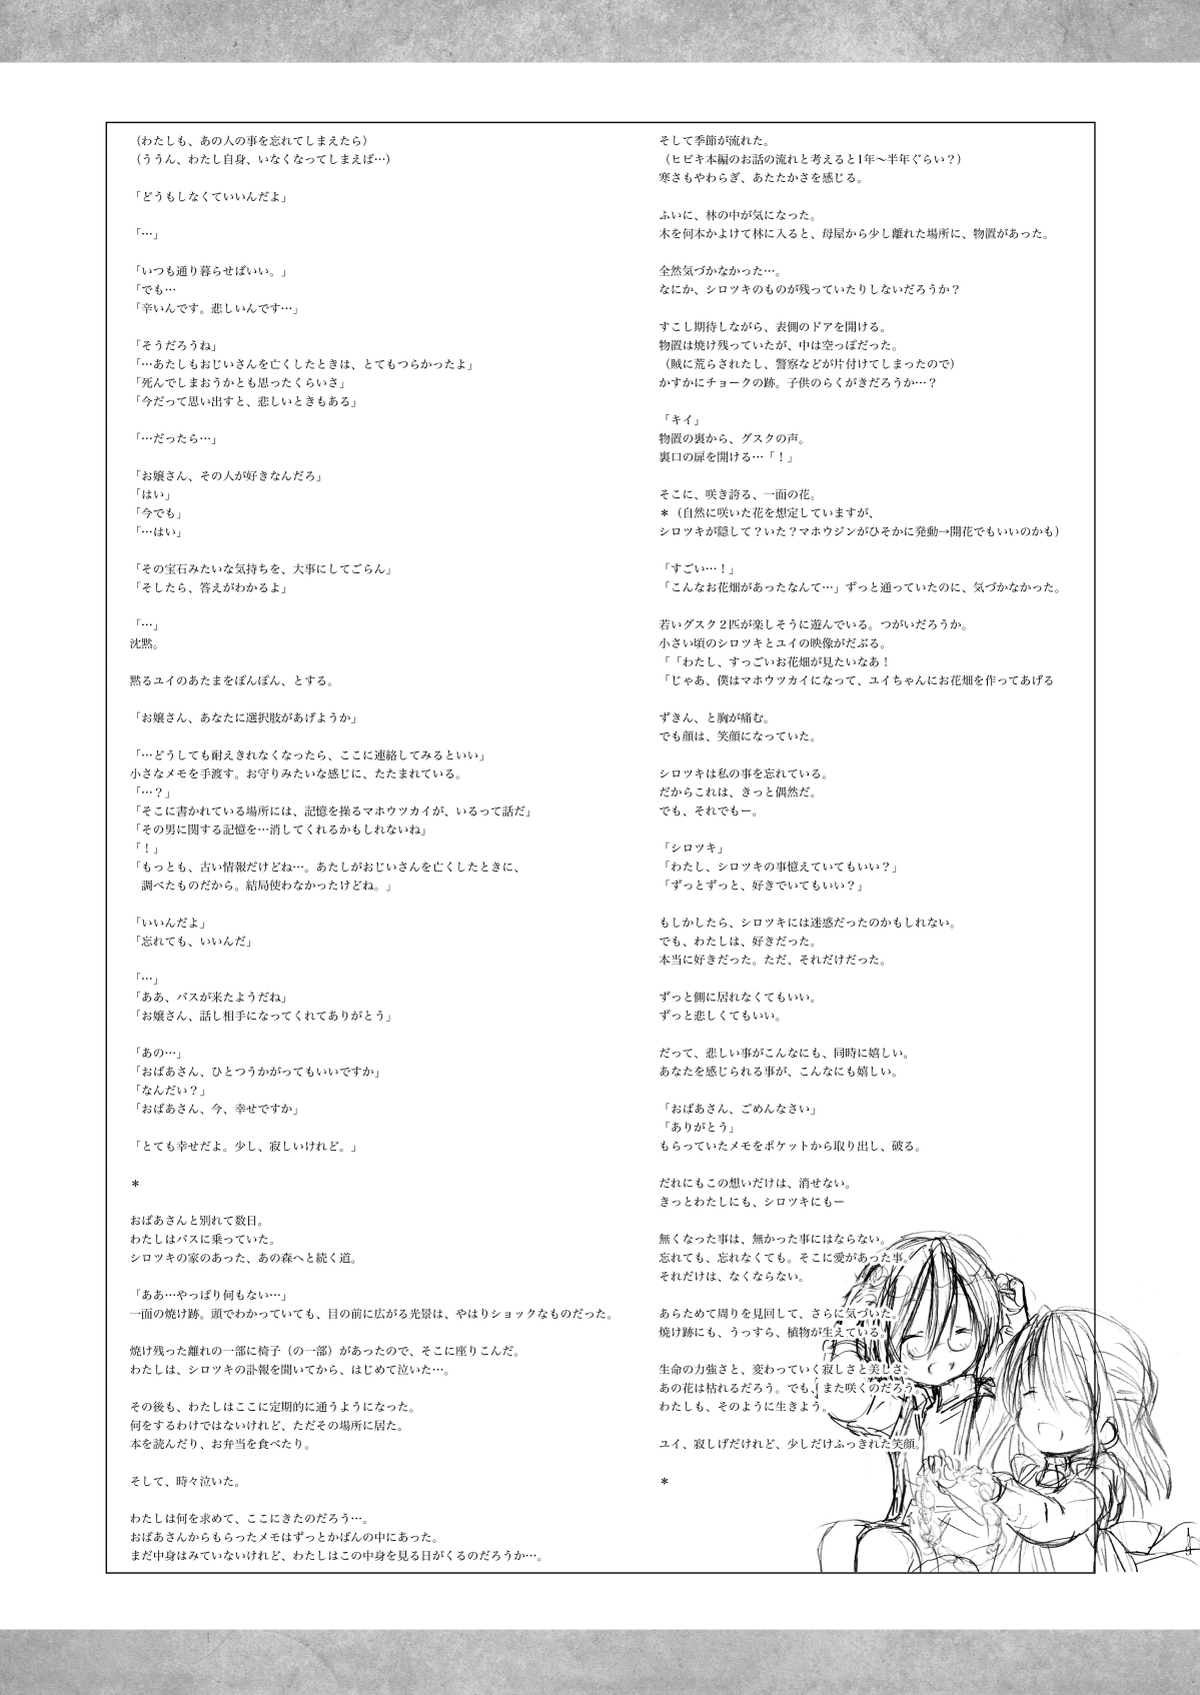 （わたしも、あの人の事を忘れてしまえたら）
（ううん、わたし自身、いなくなってしまえば…）
「どうもしなくていいんだよ」
「…」
「いつも通り暮らせばいい。」
「でも…
「辛いんです。悲しいんです…」
「そうだろうね」
「…あたしもおじいさんを亡くしたときは、とてもつらかったよ」
「死んでしまおうかとも思ったくらいさ」
「今だって思い出すと、悲しいときもある」
「…だったら…」
「お嬢さん、その人が好きなんだろ」
「はい」
「今でも」
「…はい」
「その宝石みたいな気持ちを、大事にしてごらん」
「そしたら、答えがわかるよ」
「…」
沈黙。
黙るユイのあたまをぽんぽん、とする。
「お嬢さん、あなたに選択肢があげようか」
「…どうしても耐えきれなくなったら、ここに連絡してみるといい」
小さなメモを手渡す。お守りみたいな感じに、たたまれている。
「…？」
「そこに書かれている場所には、記憶を操るマホウツカイが、いるって話だ」
「その男に関する記憶を…消してくれるかもしれないね」
「！」
「もっとも、古い情報だけどね…。あたしがおじいさんを亡くしたときに、
調べたものだから。結局使わなかったけどね。」
「いいんだよ」
「忘れても、いいんだ」
「…」
「ああ、バスが来たようだね」
「お嬢さん、話し相手になってくれてありがとう」
「あの…」
「おばあさん、ひとつうかがってもいいですか」
「なんだい？」
「おばあさん、今、幸せですか」
「とても幸せだよ。少し、寂しいけれど。」
＊
おばあさんと別れて数日。
わたしはバスに乗っていた。
シロツキの家のあった、あの森へと続く道。
「ああ…やっぱり何もない…」
一面の焼け跡。頭でわかっていても、目の前に広がる光景は、やはりショックなものだった。
焼け残った離れの一部に椅子（の一部）があったので、そこに座りこんだ。
わたしは、シロツキの訃報を聞いてから、はじめて泣いた…。
その後も、わたしはここに定期的に通うようになった。
何をするわけではないけれど、ただその場所に居た。
本を読んだり、お弁当を食べたり。
そして、時々泣いた。
わたしは何を求めて、ここにきたのだろう…。
おばあさんからもらったメモはずっとかばんの中にあった。
まだ中身はみていないけれど、わたしはこの中身を見る日がくるのだろうか…。
そして季節が流れた。
（ヒビキ本編のお話の流れと考えると1年〜半年ぐらい？）
寒さもやわらぎ、あたたかさを感じる。
ふいに、林の中が気になった。
木を何本かよけて林に入ると、母屋から少し離れた場所に、物置があった。
全然気づかなかった…。
なにか、シロツキのものが残っていたりしないだろうか？
すこし期待しながら、表側のドアを開ける。
物置は焼け残っていたが、中は空っぽだった。
（賊に荒らされたし、警察などが片付けてしまったので）
かすかにチョークの跡。子供のらくがきだろうか…？
「キイ」
物置の裏から、グスクの声。
裏口の扉を開ける…「！」
そこに、咲き誇る、一面の花。
＊（自然に咲いた花を想定していますが、
シロツキが隠して？いた？マホウジンがひそかに発動→開花でもいいのかも）
「すごい…！」
「こんなお花畑があったなんて…」ずっと通っていたのに、気づかなかった。
若いグスク２匹が楽しそうに遊んでいる。つがいだろうか。
小さい頃のシロツキとユイの映像がだぶる。
「「わたし、すっごいお花畑が見たいなあ！
「じゃあ、僕はマホウツカイになって、ユイちゃんにお花畑を作ってあげる
ずきん、と胸が痛む。
でも顔は、笑顔になっていた。
シロツキは私の事を忘れている。
だからこれは、きっと偶然だ。
でも、それでもー。
「シロツキ」
「わたし、シロツキの事憶えていてもいい？」
「ずっとずっと、好きでいてもいい？」
もしかしたら、シロツキには迷惑だったのかもしれない。
でも、わたしは、好きだった。
本当に好きだった。ただ、それだけだった。
ずっと側に居れなくてもいい。
ずっと悲しくてもいい。
だって、悲しい事がこんなにも、同時に嬉しい。
あなたを感じられる事が、こんなにも嬉しい。
「おばあさん、ごめんなさい」
「ありがとう」
もらっていたメモをポケットから取り出し、破る。
だれにもこの想いだけは、消せない。
きっとわたしにも、シロツキにもー
無くなった事は、無かった事にはならない。
忘れても、忘れなくても。そこに愛があった事。
それだけは、なくならない。
あらためて周りを見回して、さらに気づいた。
焼け跡にも、うっすら、植物が生えている。
生命の力強さと、変わっていく寂しさと美しさ。
あの花は枯れるだろう。でも、また咲くのだろう。
わたしも、そのように生きよう。
ユイ、寂しげだけれど、少しだけふっきれた笑顔。
＊